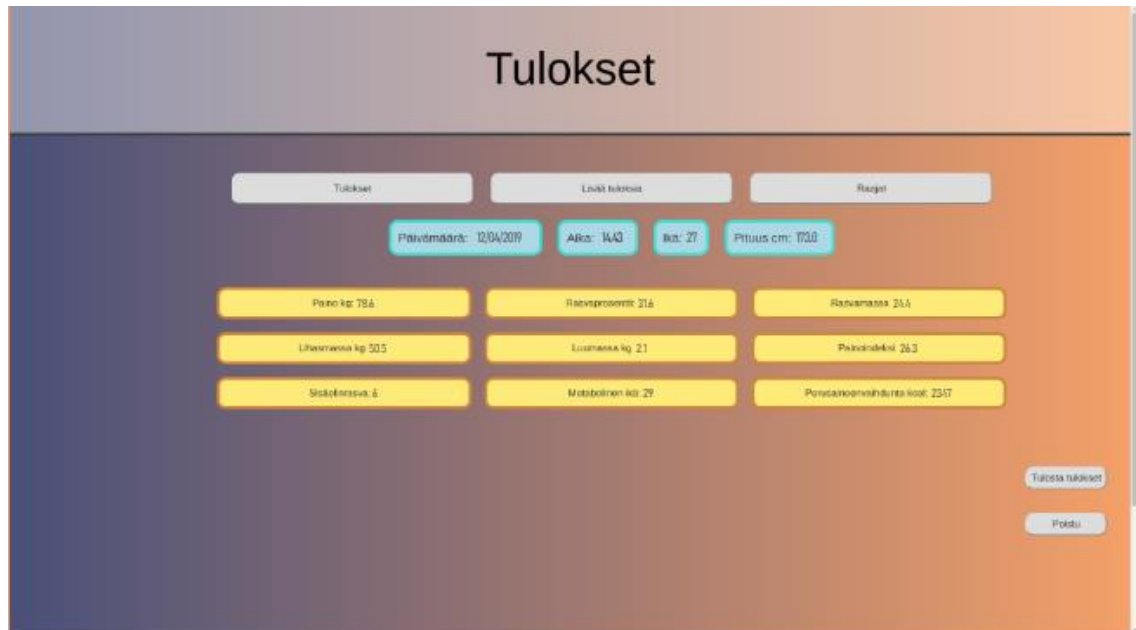 Tulokset
Tulokset Lisää tuloksia Raajat
Päivämäärä: 12/04/2019 Aika: 14.43 Ikä: 27 Pituus cm: 173.0
Paino kg: 78.6 Rasvaprosentti: 31.6 Rasvamassa: 24.4
Lihasmassa kg: 50.5 Luumassa kg: 2.1 Painoindeksi: 26.3
Sisäelinrasva: 6 Metabolinen ikä: 29 Perusaineenvaihdunta kcal: 2347
Tulosta tulokset
Poistu